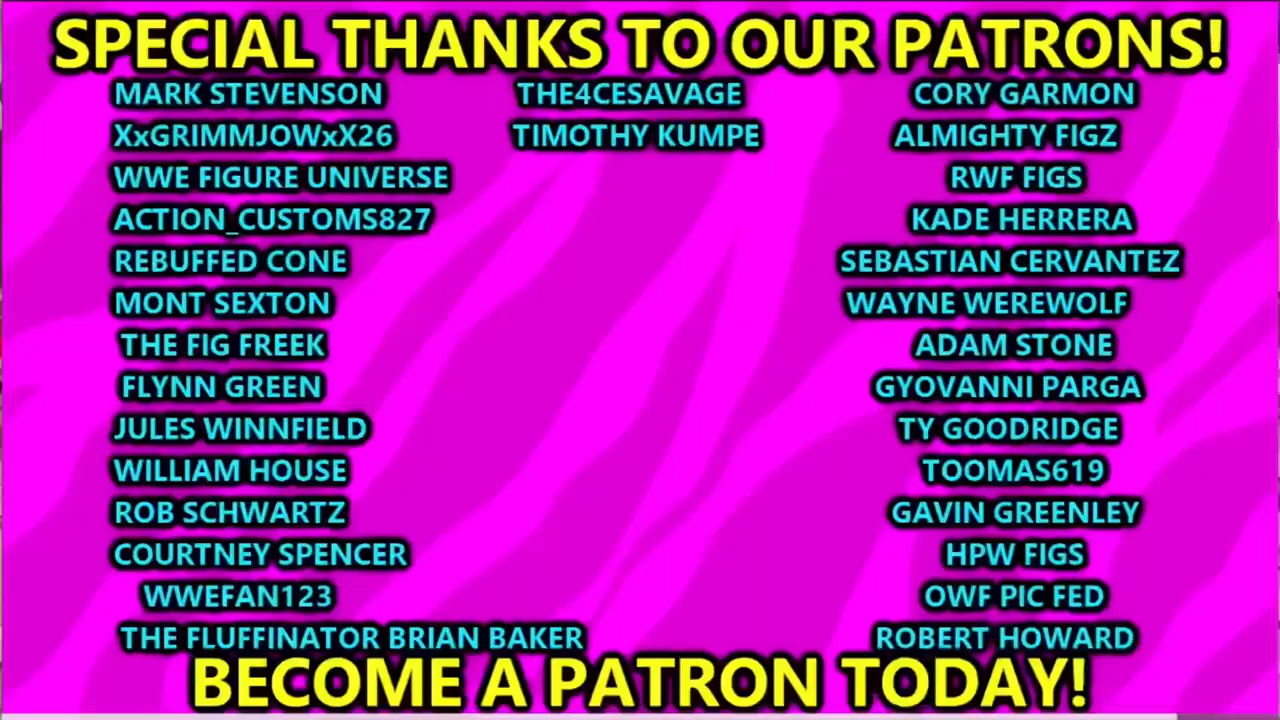 SPECIAL THANKS TO OUR PATRONS!
MARK STEVENSON THE4CESAVAGE CORY GARMON
XxGRIMMJOWxX26 TIMOTHY KUMPE ALMIGHTY FIGZ
WWE FIGURE UNIVERSE RWF FIGS
ACTION_CUSTOMS827 KADE HERRERA
REBUFFED CONE SEBASTIAN CERVANTEZ
MONT SEXTON WAYNE WEREWOLF
THE FIG FREEK ADAM STONE
FLYNN GREEN GYOVANNI PARGA
JULES WINNFIELD TY GOODRIDGE
WILLIAM HOUSE TOOMAS619
ROB SCHWARTZ GAVIN GREENLEY
COURTNEY SPENCER HPW FIGS
WWEFAN123 OWF PIC FED
THE FLUFFINATOR BRIAN BAKER ROBERT HOWARD
BECOME A PATRON TODAY!